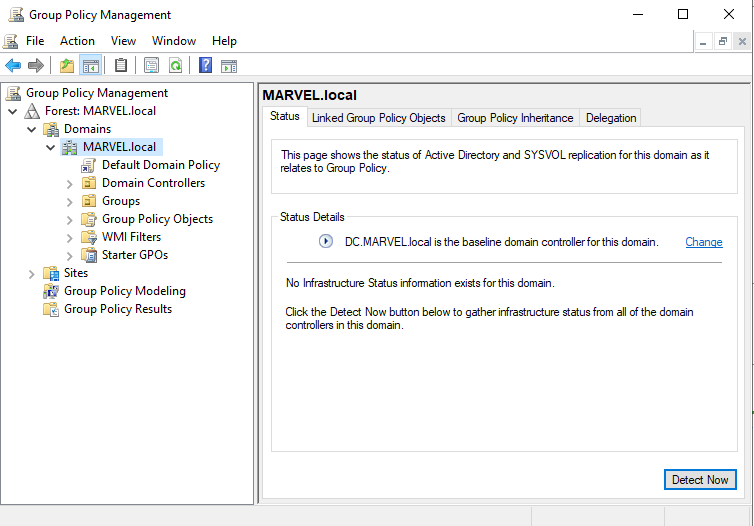 Group Policy Management
File Action View Window Help
Group Policy Management
Forest: MARVEL.local
Domains
MARVEL.local
Default Domain Policy
Domain Controllers
Groups
Group Policy Objects
WMI Filters
Starter GPOs
Sites
Group Policy Modeling
Group Policy Results
MARVEL.local
Status Linked Group Policy Objects Group Policy Inheritance Delegation
This page shows the status of Active Directory and SYSVOL replication for this domain as it
relates to Group Policy.
Status Details
DC.MARVEL.local is the baseline domain controller for this domain. Change
No Infrastructure Status information exists for this domain.
Click the Detect Now button below to gather infrastructure status from all of the domain
controllers in this domain.
Detect Now